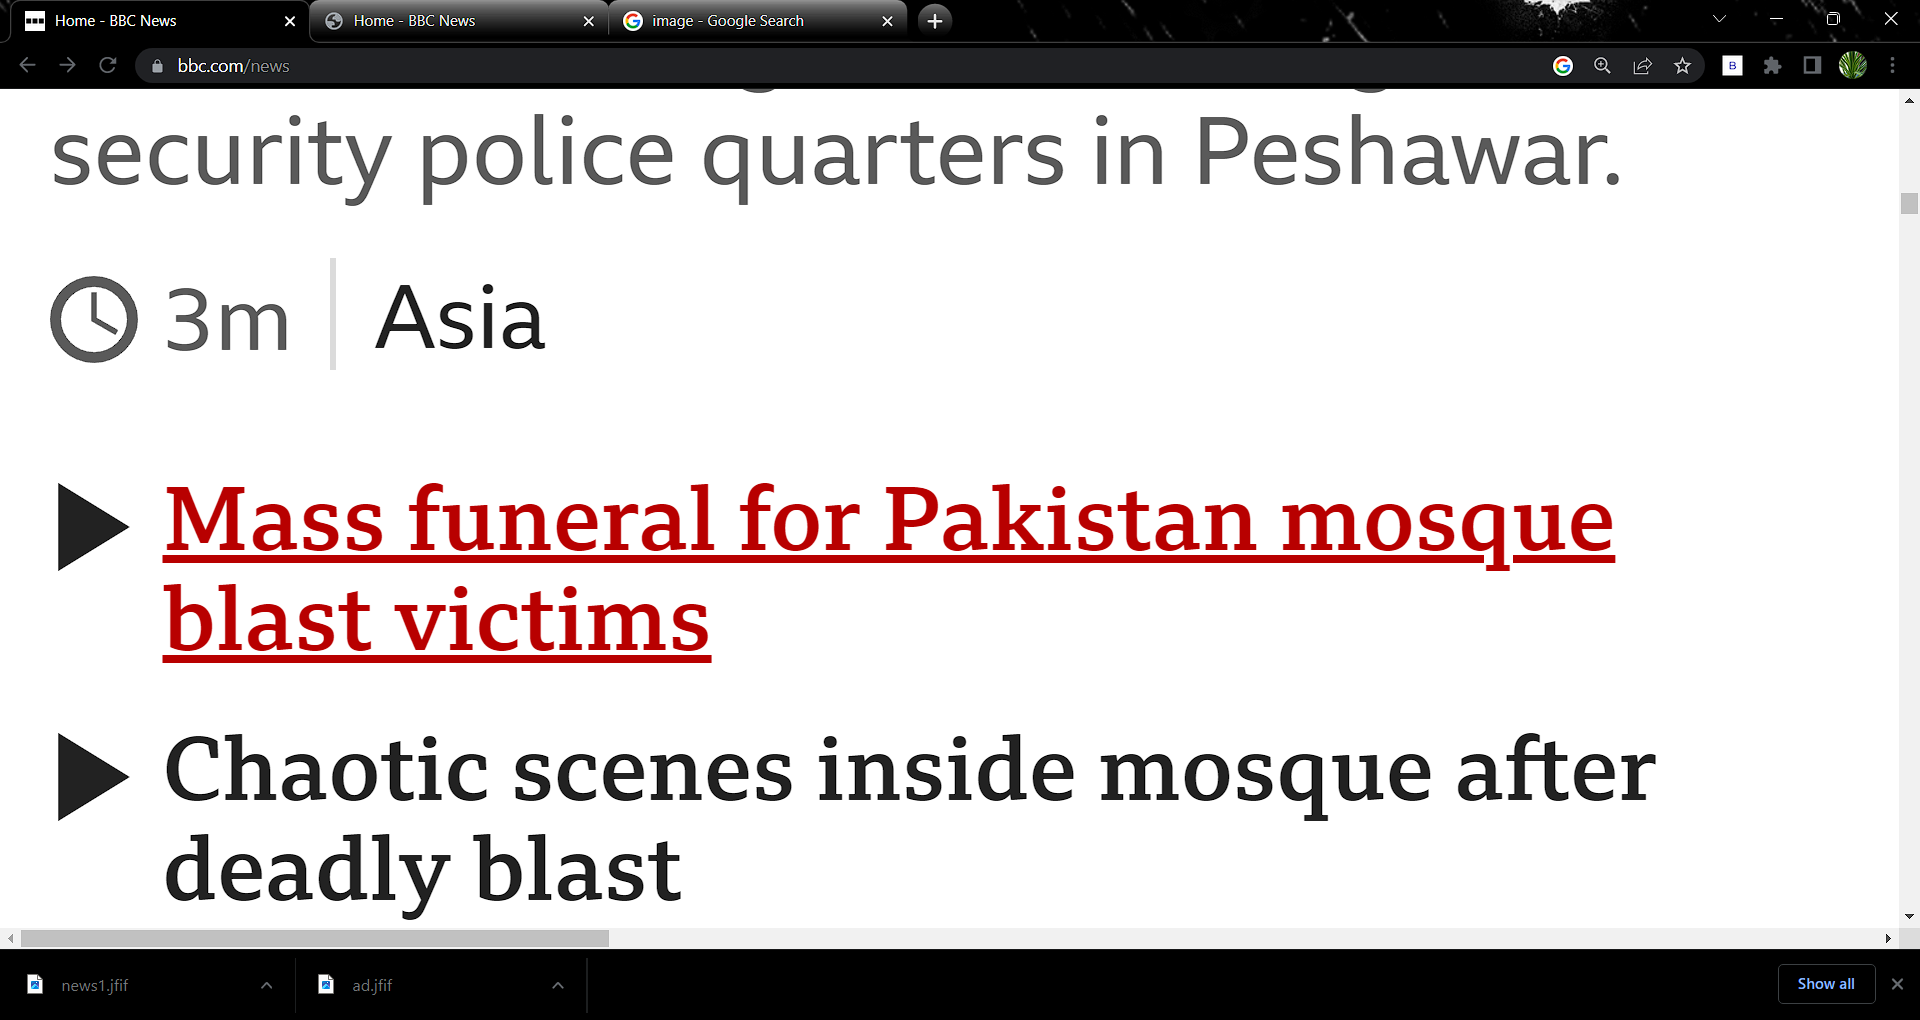 Home - BBC News
Home - BBC News
image - Google Search
bbc.com/news
B
security police quarters in Peshawar.
3m
Asia
Mass funeral for Pakistan mosque
blast victims
Chaotic scenes inside mosque after
deadly blast
news1.jfif
ad.jfif
Show all